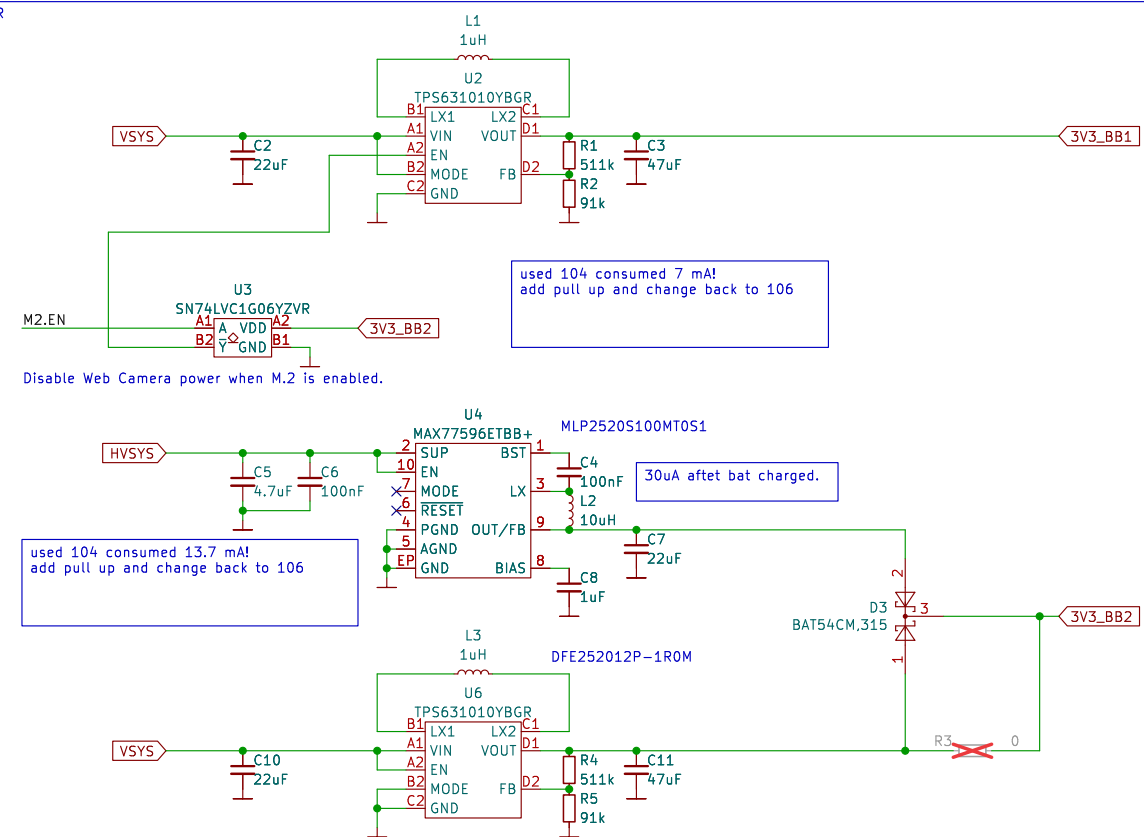 R
L1
1uH
U2
TPS631010YBGR
B1 LX1 LX2 C1
VSYS A1 VIN VOUT D1 3V3_BB1
C2
22uF
A2 EN
B2 MODE FB D2
C2 GND
R1
511k
R2
91k
C3
47uF
used 104 consumed 7 mA!
add pull up and change back to 106
U3
SN74LVC1G06YZVR
M2.EN A1 A VDD A2 3V3_BB2
B2 Y GND B1
Disable Web Camera power when M.2 is enabled.
U4
MAX77596ETBB+
MLP2520S100MT0S1
HVSYS 2 SUP BST 1
10 EN
7 MODE LX 3
6 RESET
4 PGND OUT/FB 9
5 AGND
EP GND BIAS 8
C5
4.7uF
C6
100nF
C4
100nF
L2
10uH
30uA aftet bat charged.
C7
22uF
C8
1uF
used 104 consumed 13.7 mA!
add pull up and change back to 106
2
D3 3 3V3_BB2
BAT54CM,315
1
L3
1uH
DFE252012P-1R0M
U6
TPS631010YBGR
B1 LX1 LX2 C1
VSYS A1 VIN VOUT D1
A2 EN
B2 MODE FB D2
C2 GND
C10
22uF
R4
511k
R5
91k
C11
47uF
R3 0